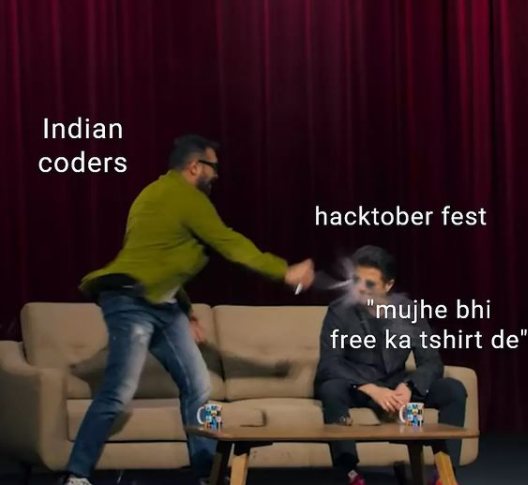 Indian
coders
hacktober fest
"mujhe bhi
free ka tshirt de"